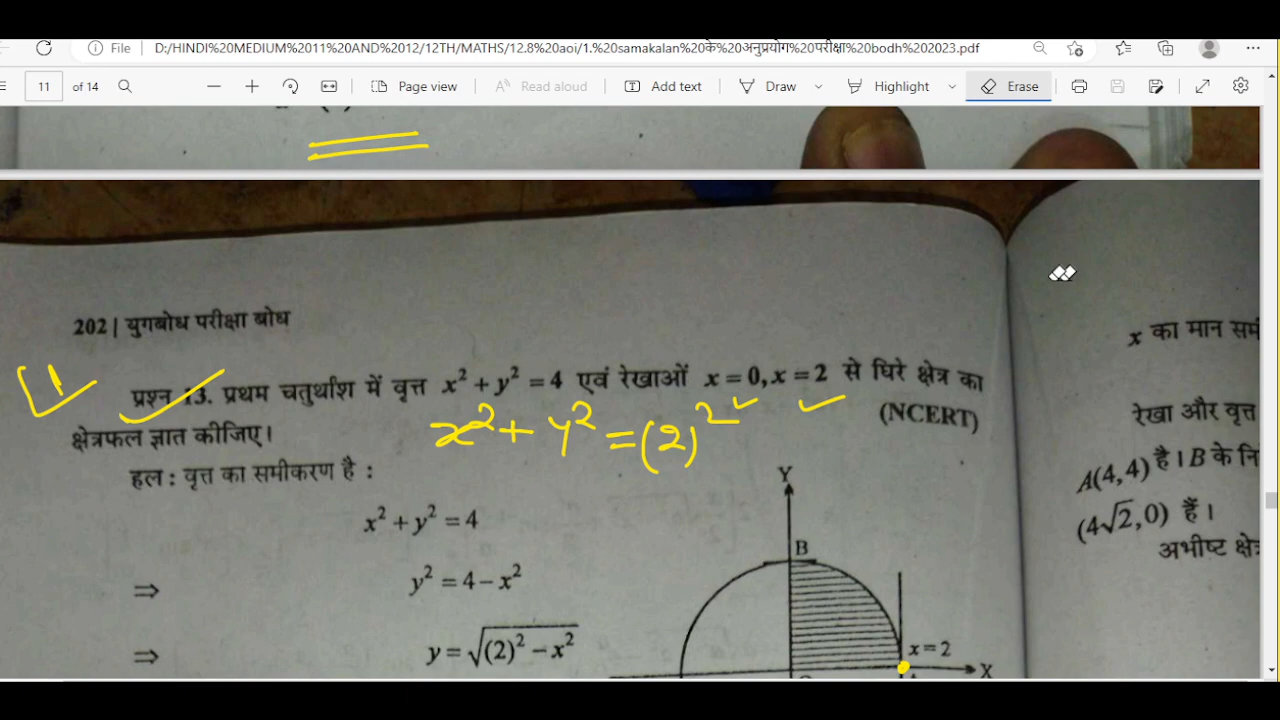 File D:/HINDI%20MEDIUM%2011%20AND%2012/12TH/MATHS/12.8%20aoi/1.%20samakalan%20के%20अनुप्रयोग%20परीक्षा%20bodh%202023.pdf
11 of 14 Page view Read aloud Add text Draw Highlight Erase
202 | युगबोध परीक्षा बोध
1
प्रश्न 13. प्रथम चतुर्थांश में वृत्त x² + y² = 4 एवं रेखाओं x = 0, x = 2 से घिरे क्षेत्र का
क्षेत्रफल ज्ञात कीजिए। (NCERT)
x² + y² = (2)²
हल : वृत्त का समीकरण है :
x² + y² = 4
⇒ y² = 4 – x²
⇒ y = √(2)² – x²
Y
B
x = 2
X
x का मान
रेखा और वृत्त
A(4,4) है। B के
(4√2,0) हैं।
अभीष्ट